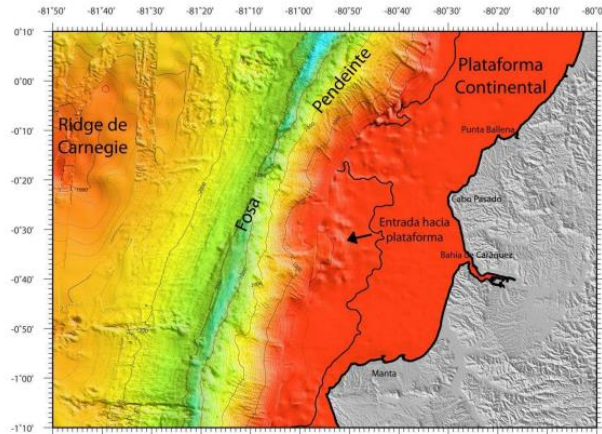 -81°50' -81°40' -81°30' -81°20' -81°10' -81°00' -80°50' -80°40' -80°30' -80°20' -80°10' -80°0
0°10'
0°00'
-0°10'
-0°20'
-0°30'
-0°40'
-0°50'
-1°00'
-1°10'
Ridge de
Carnegie
Fosa
Pendeinte
Plataforma
Continental
Punta Ballena
Cabo Pasado
Entrada hacia
plataforma
Bahía de Caráquez
Manta